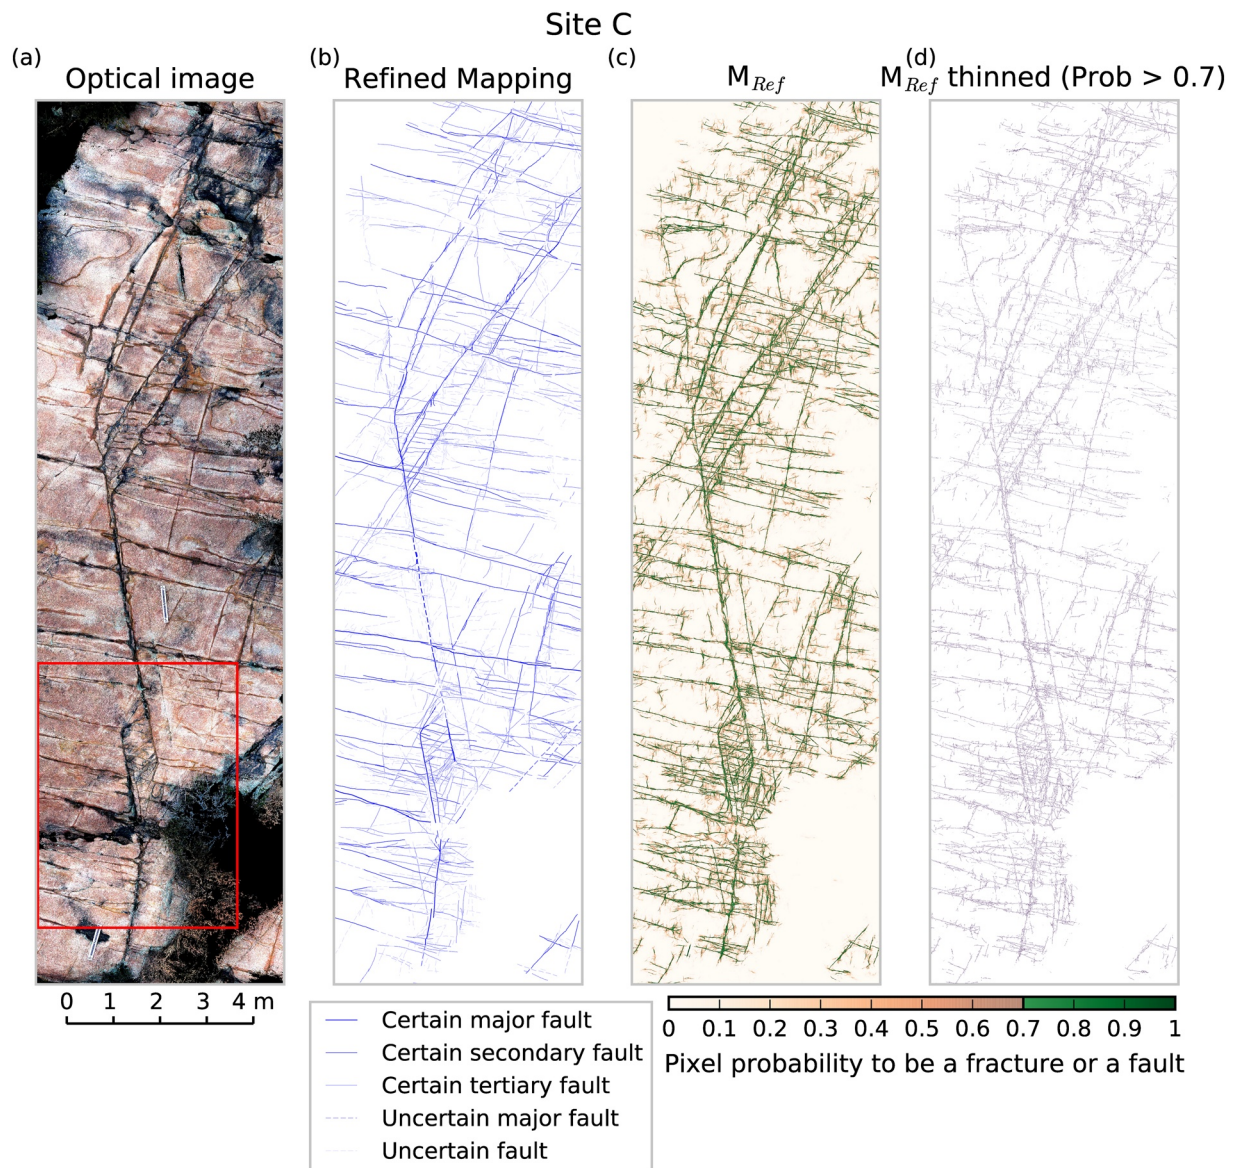 Site C
(a)
Optical image
(b)
Refined Mapping
(c)
M_Ref
(d)
M_Ref thinned (Prob > 0.7)
0 1 2 3 4 m
Certain major fault
Certain secondary fault
Certain tertiary fault
Uncertain major fault
Uncertain fault
0 0.1 0.2 0.3 0.4 0.5 0.6 0.7 0.8 0.9 1
Pixel probability to be a fracture or a fault